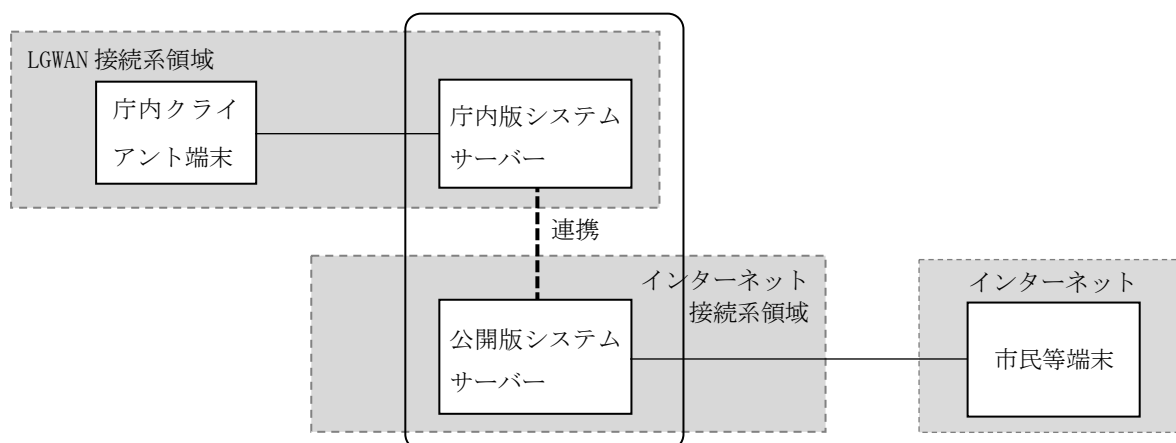 LGWAN 接続系領域
庁内クライ
アント端末
庁内版システム
サーバー
連携
インターネット
接続系領域
公開版システム
サーバー
インターネット
市民等端末